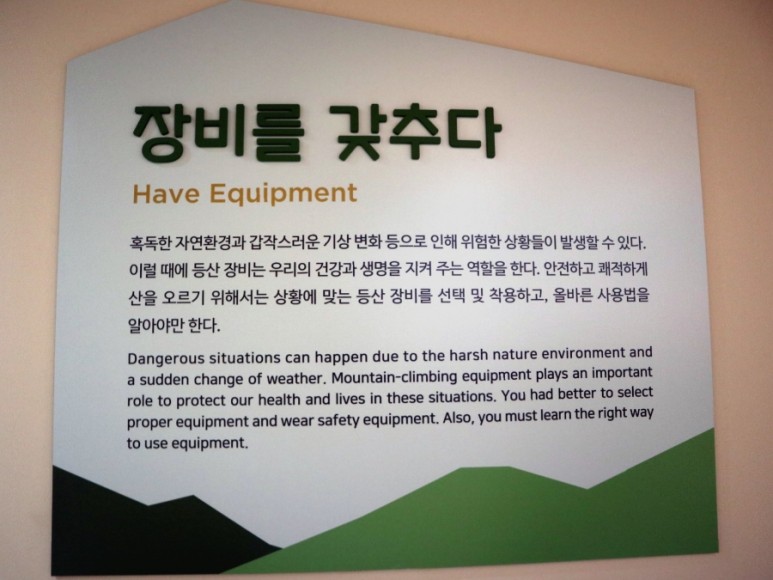 장비를 갖추다
Have Equipment
혹독한 자연환경과 갑작스러운 기상 변화 등으로 인해 위험한 상황들이 발생할 수 있다.
이럴 때에 등산 장비는 우리의 건강과 생명을 지켜 주는 역할을 한다. 안전하고 쾌적하게
산을 오르기 위해서는 상황에 맞는 등산 장비를 선택 및 착용하고, 올바른 사용법을
알아야만 한다.
Dangerous situations can happen due to the harsh nature environment and
a sudden change of weather. Mountain-climbing equipment plays an important
role to protect our health and lives in these situations. You had better to select
proper equipment and wear safety equipment. Also, you must learn the right way
to use equipment.